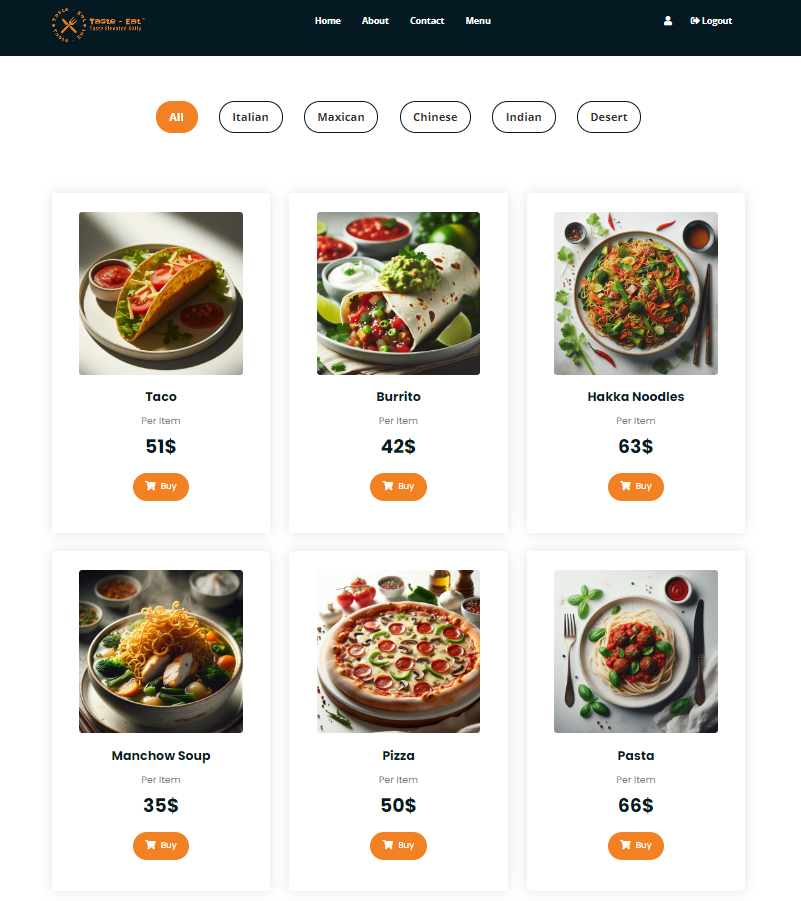 Taste - Eat™
Taste Elevated Daily
Home About Contact Menu Logout
All Italian Maxican Chinese Indian Desert
Taco Burrito Hakka Noodles
Per Item Per Item Per Item
51$ 42$ 63$
Buy Buy Buy
Manchow Soup Pizza Pasta
Per Item Per Item Per Item
35$ 50$ 66$
Buy Buy Buy